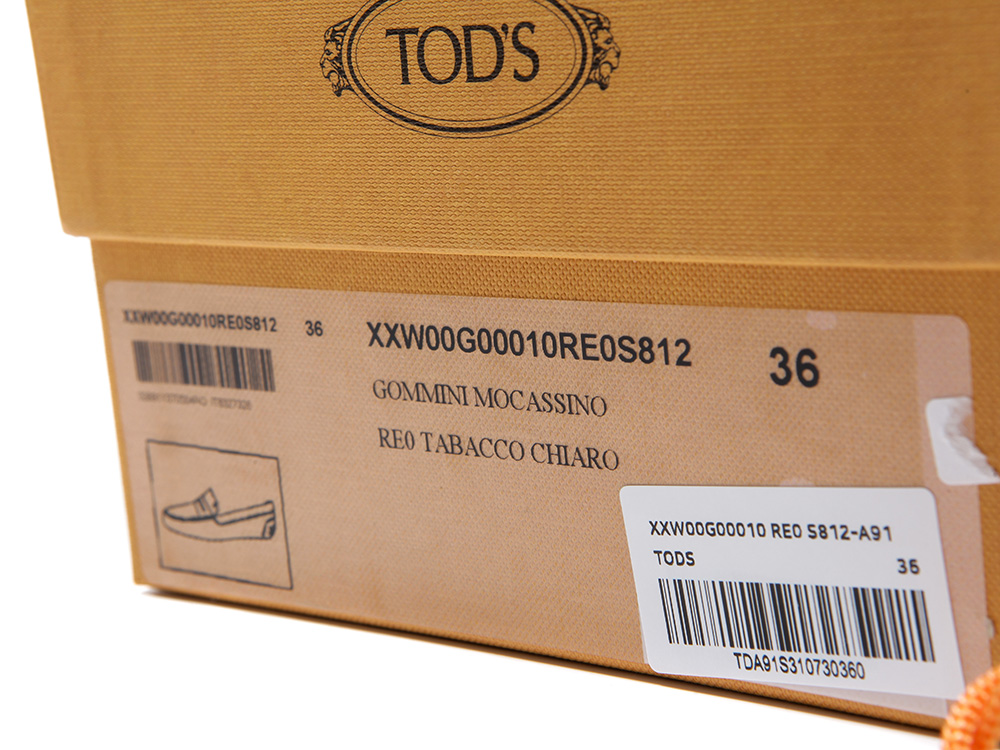 TOD'S
XXW00G00010RE0S812 36
XXW00G00010RE0S812 36
GOMMINI MOCASSINO
RE0 TABACCO CHIARO
XXW00G00010 RE0 S812-A91
TODS 36
TDA91S310730360